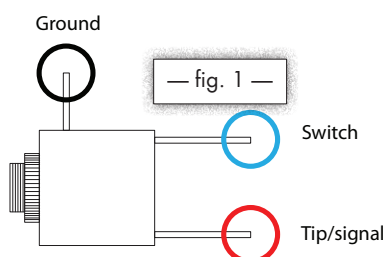 Ground
— fig. 1 —
Switch
Tip/signal